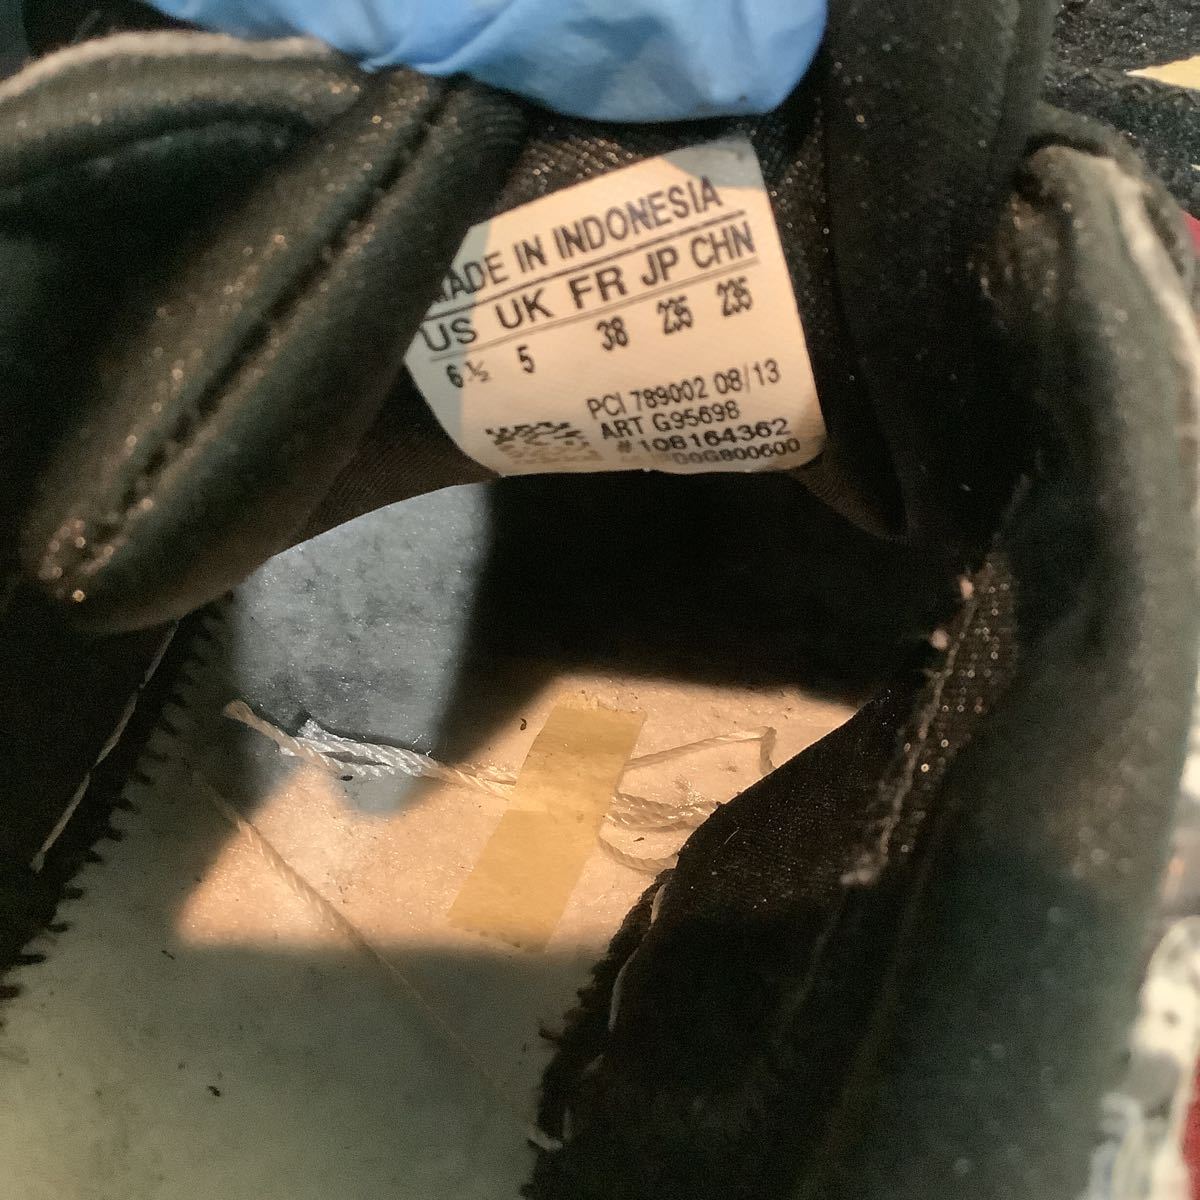 MADE IN INDONESIA
US UK FR JP CHN
6½ 5 38 235 235
PCI 789002 08/13
ART G95698
# 108164362
D0G800600